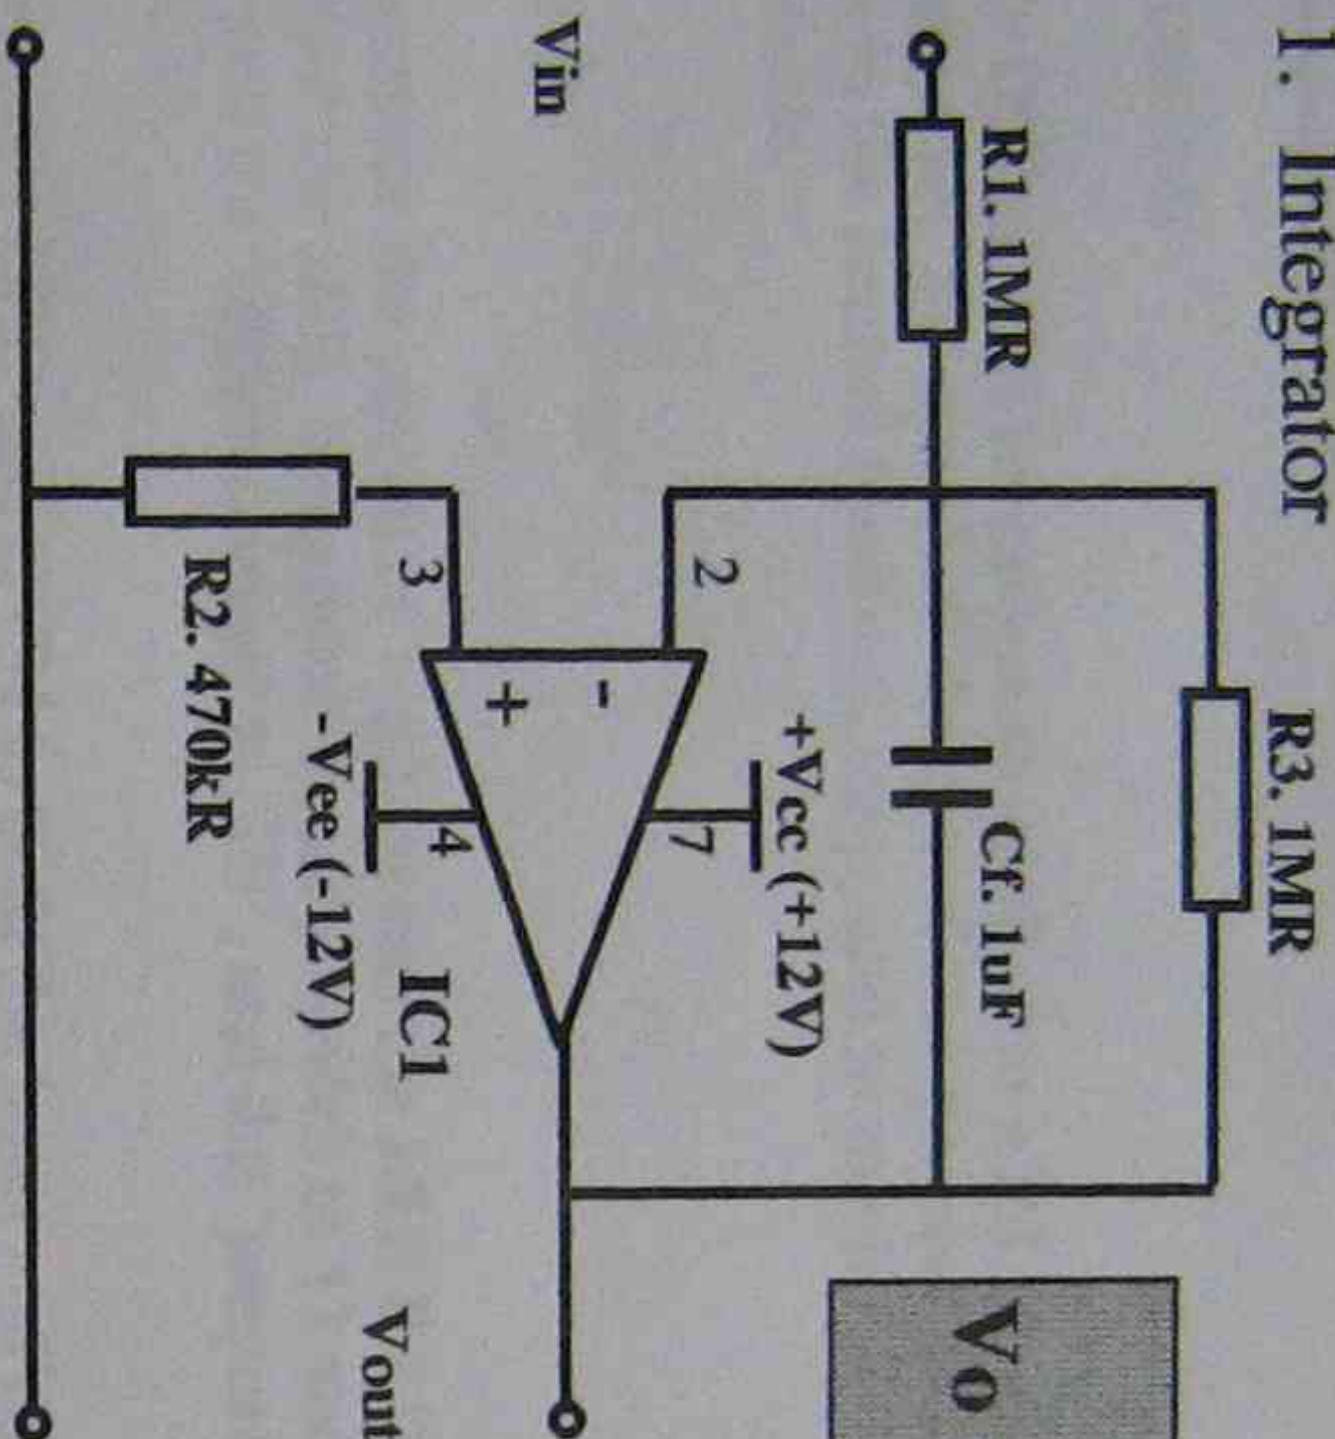 1. Integrator
R3. 1MR
Vo
R1. 1MR
Cf. 1uF
+Vcc (+12V)
2
7
Vin
3
4
IC1
-Vee (-12V)
Vout
R2. 470kR
-
+